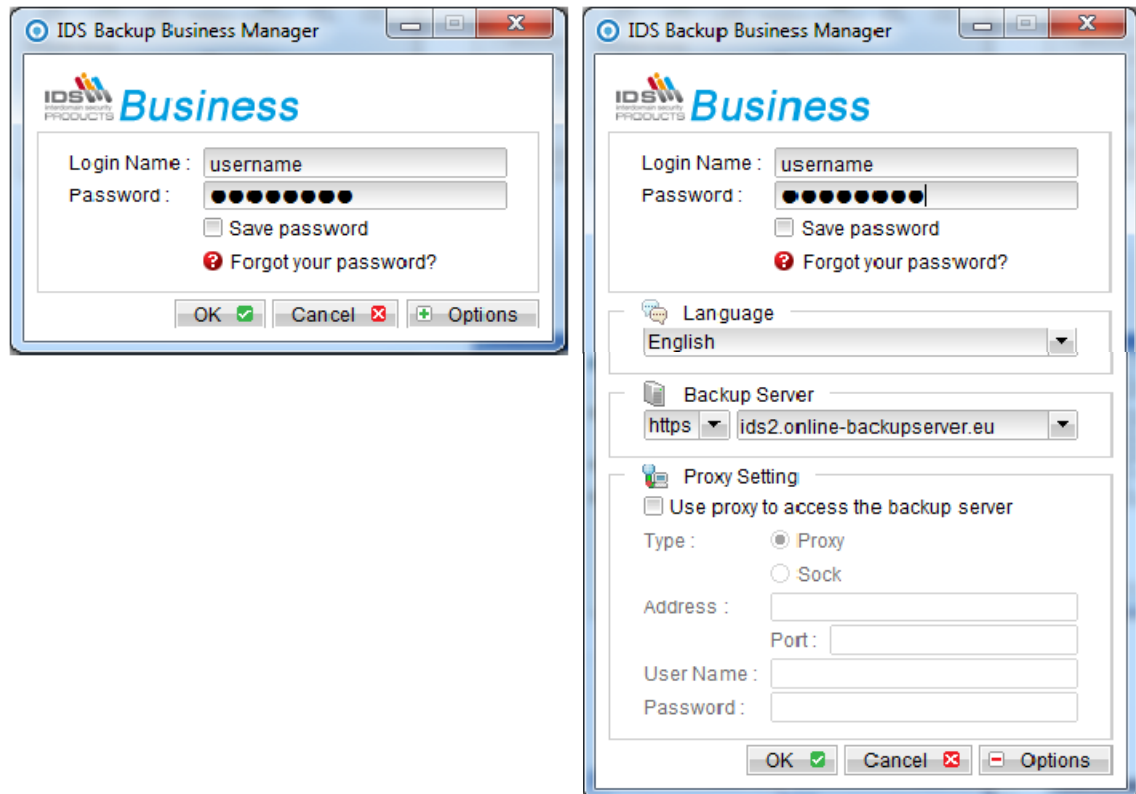 IDS Backup Business Manager
IDS
interdomain security
PRODUCTS
Business
Login Name : username
Password : ●●●●●●●●
Save password
Forgot your password?
OK Cancel Options
IDS Backup Business Manager
IDS
interdomain security
PRODUCTS
Business
Login Name : username
Password : ●●●●●●●●
Save password
Forgot your password?
Language
English
Backup Server
https ids2.online-backupserver.eu
Proxy Setting
Use proxy to access the backup server
Type : Proxy
Sock
Address :
Port :
User Name :
Password :
OK Cancel Options